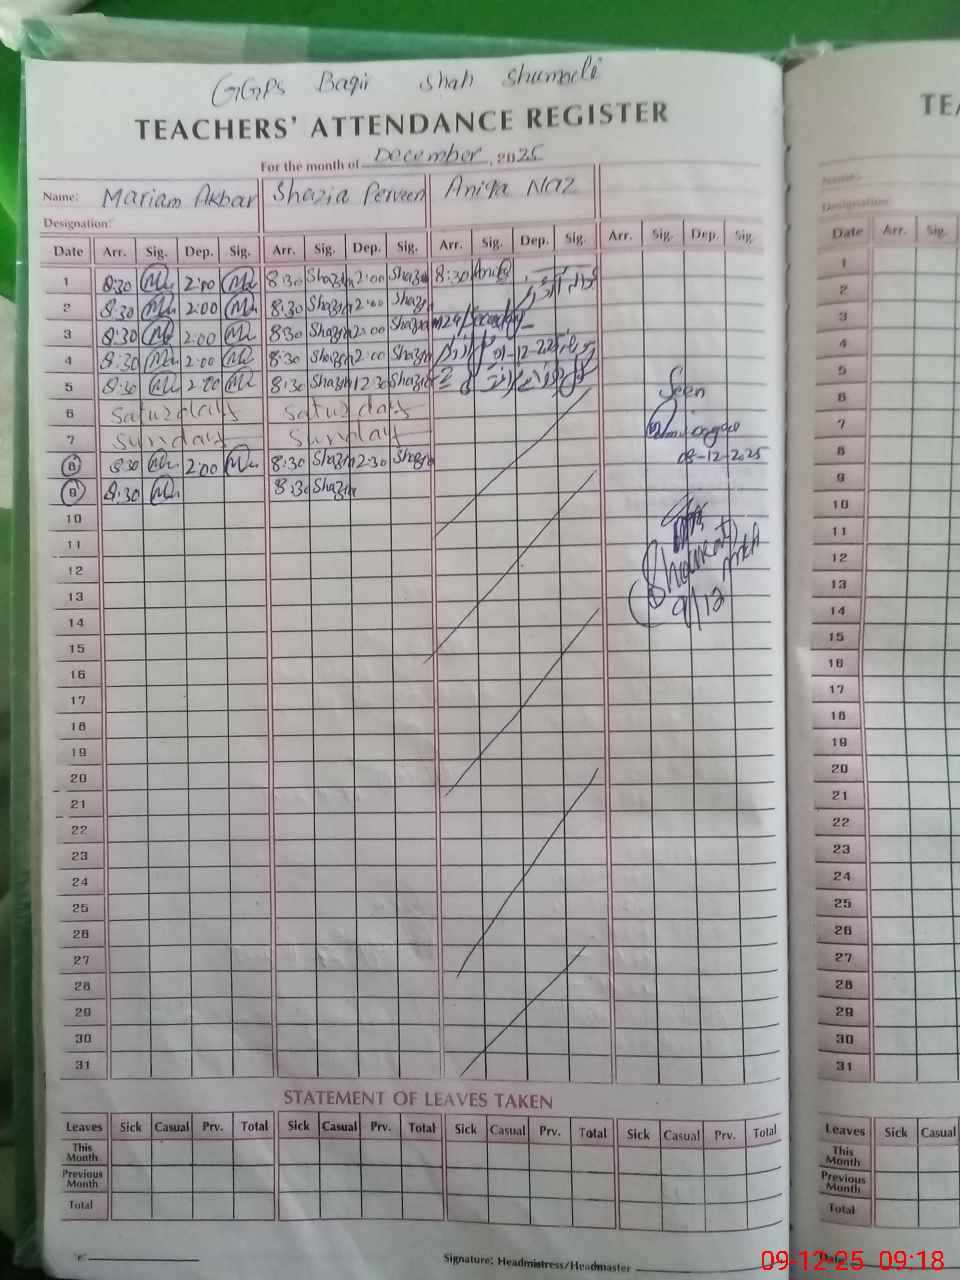 GGPS Baqir Shah Shumali
TEACHERS' ATTENDANCE REGISTER
For the month of December, 2025
Name: Mariam Akbar Shazia Perveen Aniqa Naz
Designation:
Date Arr. Sig. Dep. Sig. Arr. Sig. Dep. Sig. Arr. Sig. Dep. Sig. Arr. Sig. Dep. Sig.
1 8:30 2:00 8:30 Shazia 2:00 Shazia 8:30 Aniqa
2 8:30 2:00 8:30 Shazia 2:00 Shazia
3 8:30 2:00 8:30 Shazia 2:00 Shazia
4 8:30 2:00 8:30 Shazia 2:00 Shazia
5 8:30 2:00 8:30 Shazia 12:30 Shazia
6 Saturdays Saturdays Seen
7 Sundays Sundays
8 8:30 2:00 8:30 Shazia 2:30 Shazia 08-12-2025
9 8:30 8:30 Shazia
10
11
12 Shaukat
13
14 9/12
15
16
17
18
19
20
21
22
23
24
25
26
27
28
29
30
31
STATEMENT OF LEAVES TAKEN
Leaves Sick Casual Prv. Total Sick Casual Prv. Total Sick Casual Prv. Total Sick Casual Prv. Total
This Month
Previous Month
Total
Signature: Headmistress/Headmaster
TEA
Name:
Designation
Date Arr. Sig.
1
2
3
4
5
6
7
8
9
10
11
12
13
14
15
16
17
18
19
20
21
22
23
24
25
26
27
28
29
30
31
Leaves Sick Casual
This Month
Previous Month
Total
Date
09-12-25 09:18